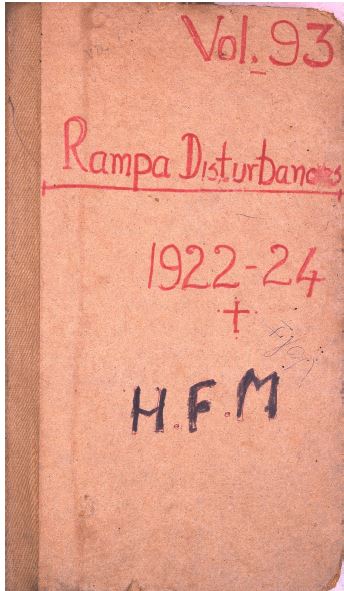 Vol. 93
Rampa Disturbances
1922-24
+
H.F.M